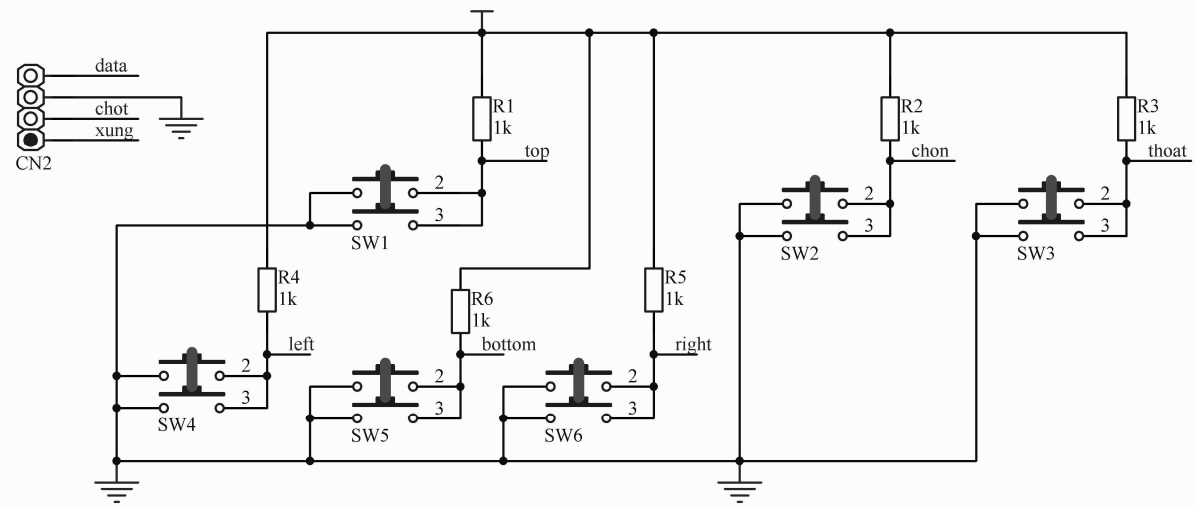 data
chot
xung
CN2
R1
1k
top
2
3
SW1
R2
1k
chon
2
3
SW2
R3
1k
thoat
2
3
SW3
R4
1k
left
2
3
SW4
R6
1k
bottom
2
3
SW5
R5
1k
right
2
3
SW6